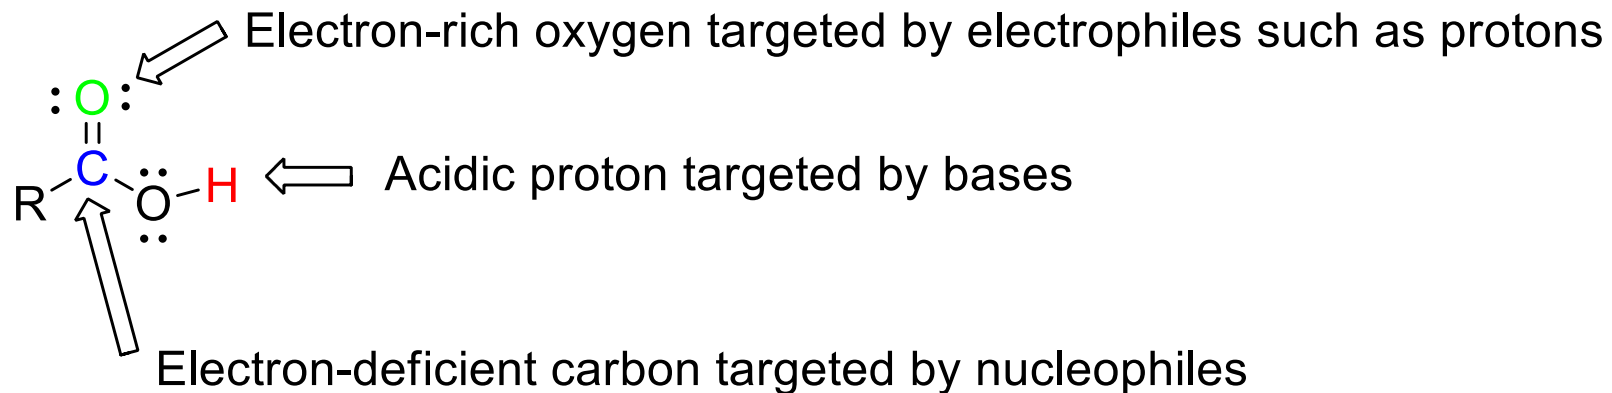 Electron-rich oxygen targeted by electrophiles such as protons
:O:
C
R O H
Acidic proton targeted by bases
Electron-deficient carbon targeted by nucleophiles